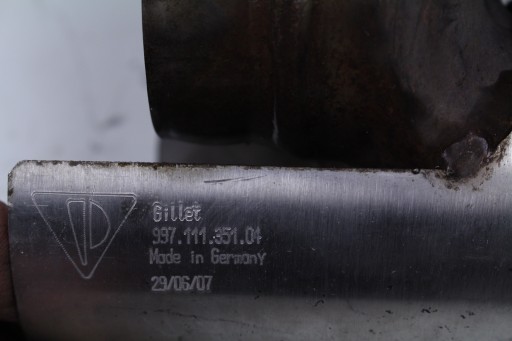 Gillet
997.111.351.04
Made in Germany
29/06/07